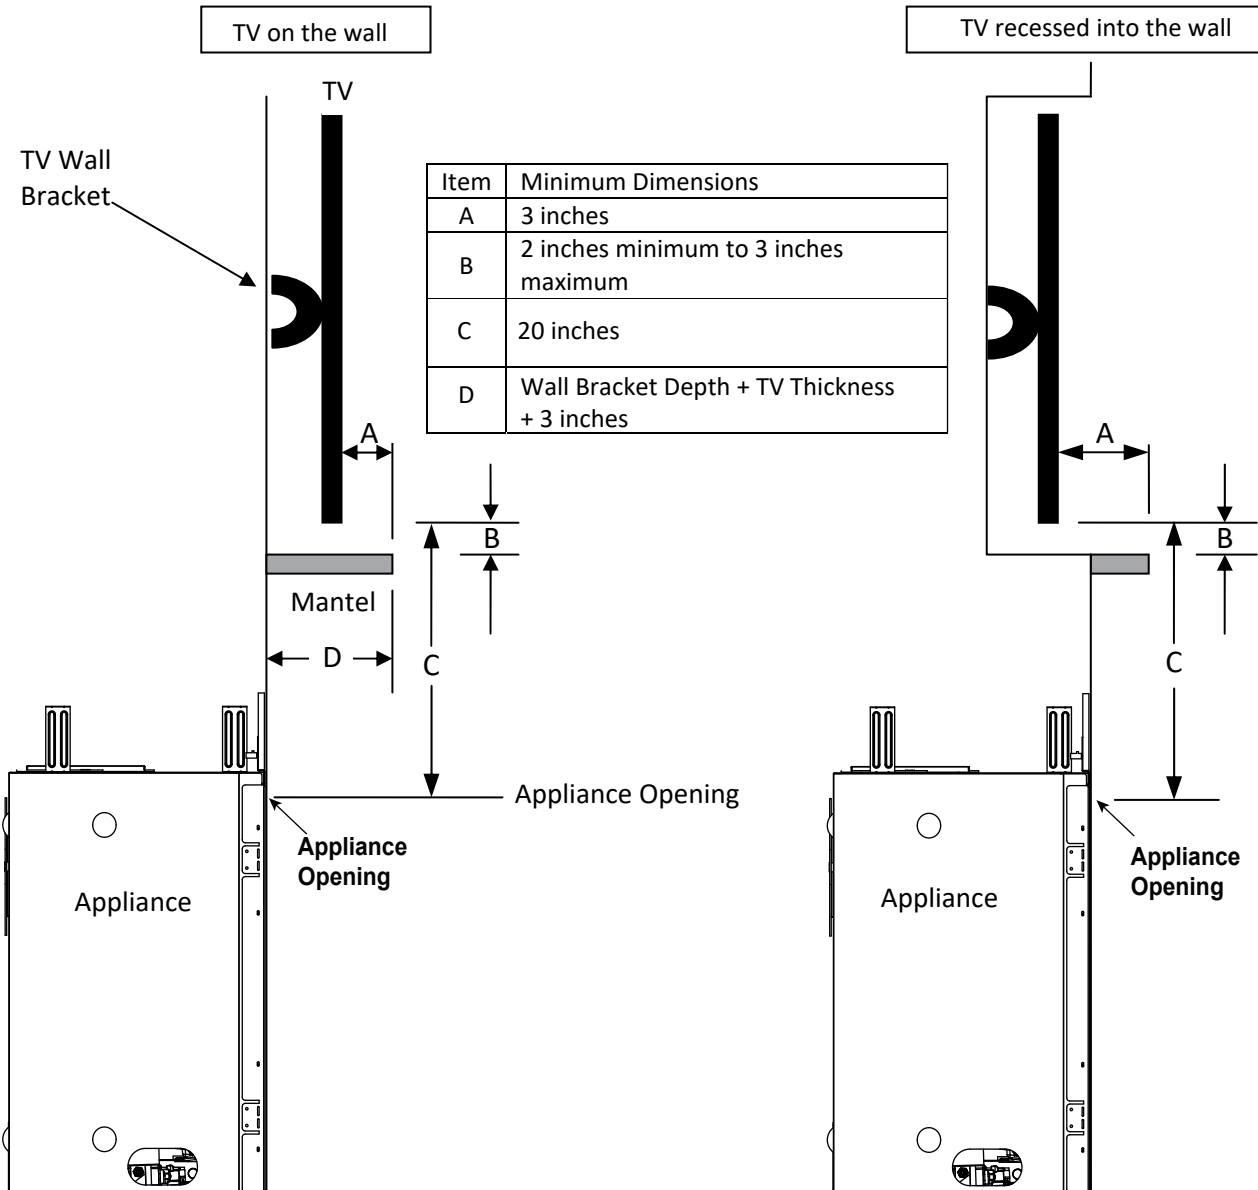 TV on the wall
TV recessed into the wall
TV
TV Wall
Bracket
Item Minimum Dimensions
A 3 inches
B 2 inches minimum to 3 inches
maximum
C 20 inches
D Wall Bracket Depth + TV Thickness
+ 3 inches
A
A
B
B
Mantel
D
C
C
Appliance Opening
Appliance
Opening
Appliance
Opening
Appliance
Appliance